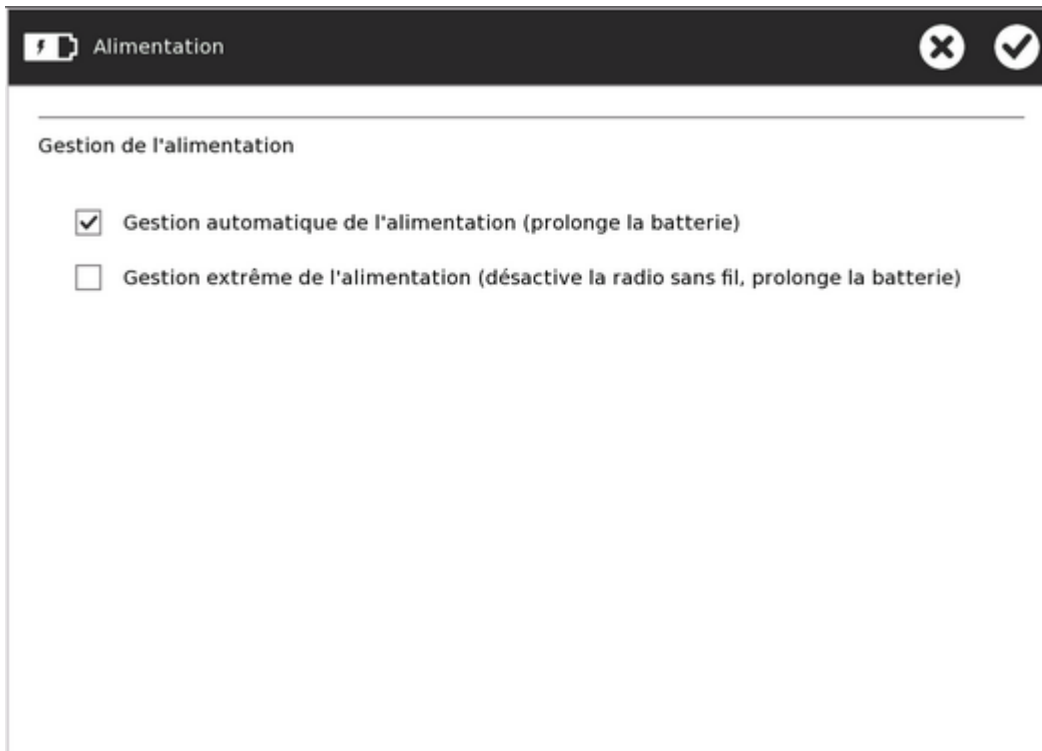 Alimentation
Gestion de l'alimentation
Gestion automatique de l'alimentation (prolonge la batterie)
Gestion extrême de l'alimentation (désactive la radio sans fil, prolonge la batterie)